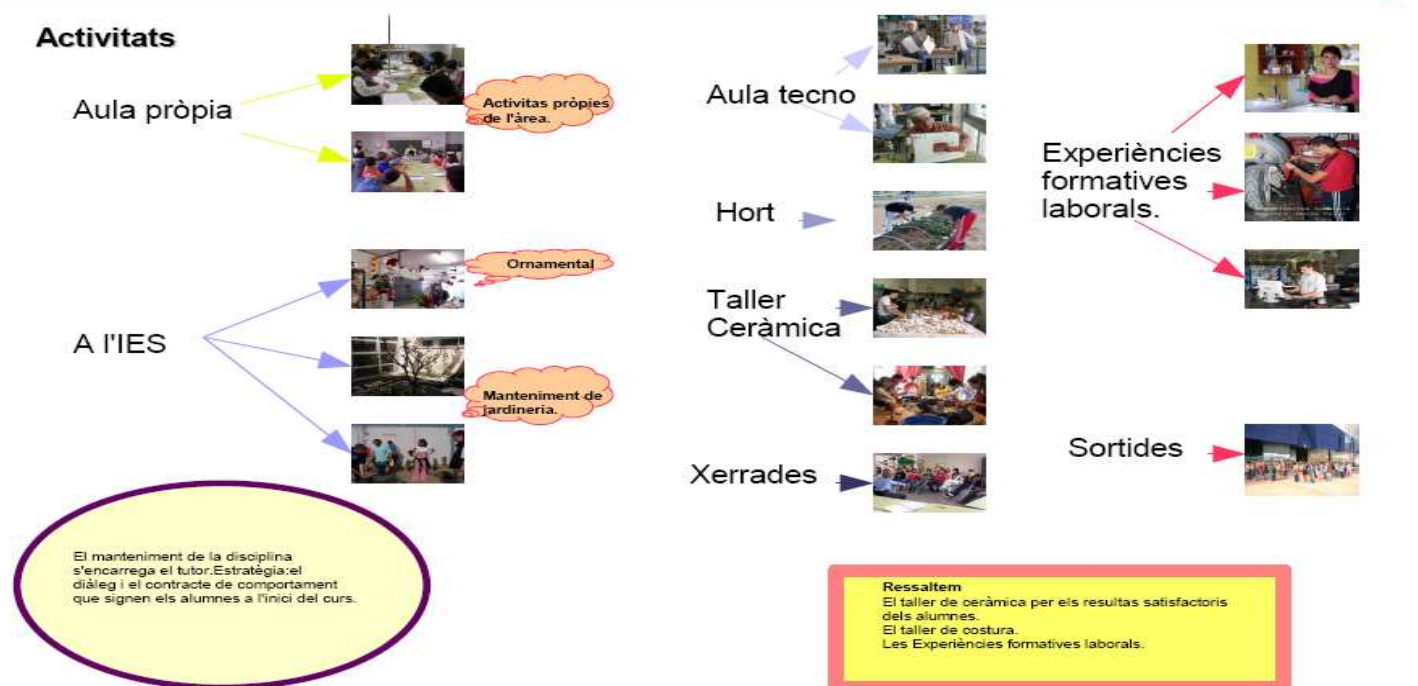 Activitats
Aula pròpia
Activitas pròpies
de l'àrea.
A l'IES
Ornamental
Manteniment de
jardineria.
El manteniment de la disciplina
s'encarrega el tutor.Estratègia:el
diàleg i el contracte de comportament
que signen els alumnes a l'inici del curs.
Aula tecno
Hort
Taller
Ceràmica
Xerrades
Experiències
formatives
laborals.
Sortides
Ressaltem
El taller de ceràmica per els resultas satisfactoris
dels alumnes.
El taller de costura.
Les Experiències formatives laborals.